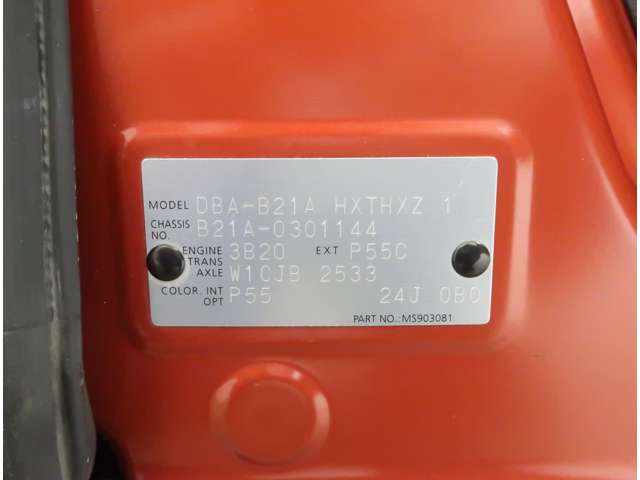 MODEL DBA-B21A HXTHXZ 1
CHASSIS NO. B21A-0301144
ENGINE 3B20 EXT P55C
TRANS AXLE W1CJB 2533
COLOR. INT OPT P55 24J 0B0
PART NO.:MS903081